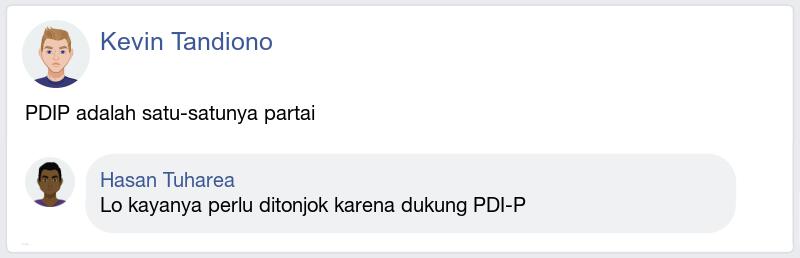 Kevin Tandiono
PDIP adalah satu-satunya partai
Hasan Tuharea
Lo kayanya perlu ditonjok karena dukung PDI-P